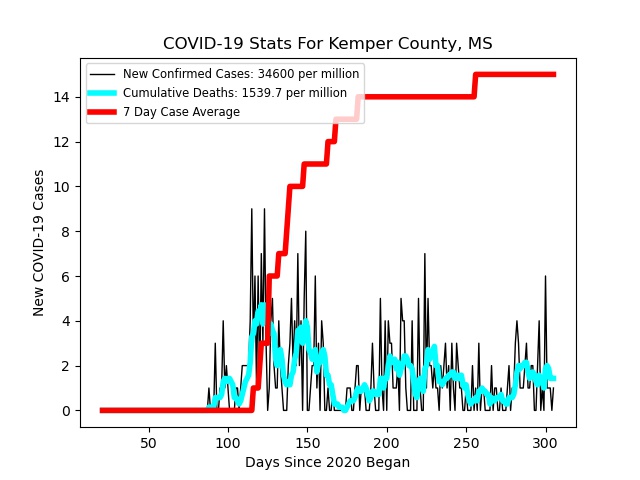 COVID-19 Stats For Kemper County, MS
New Confirmed Cases: 34600 per million
Cumulative Deaths: 1539.7 per million
7 Day Case Average
New COVID-19 Cases
14
12
10
8
6
4
2
0
50 100 150 200 250 300
Days Since 2020 Began